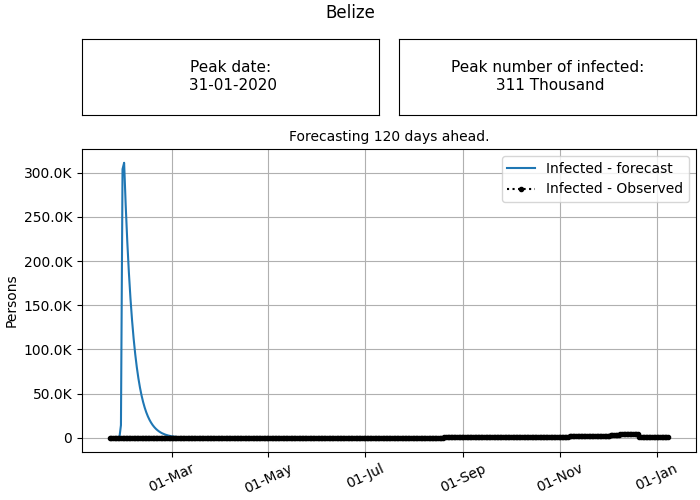 Belize
Peak date:
31-01-2020
Peak number of infected:
311 Thousand
Forecasting 120 days ahead.
Infected - forecast
Infected - Observed
300.0K
250.0K
200.0K
150.0K
100.0K
50.0K
0
Persons
01-Mar
01-May
01-Jul
01-Sep
01-Nov
01-Jan